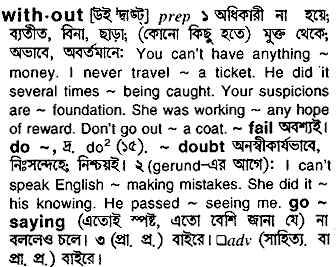 with·out [উইদাউট্] prep ১ অধিকারী না হয়ে;
ব্যতীত, বিনা, ছাড়া; (কোনো কিছু হতে) মুক্ত থেকে;
অভাবে, অবর্তমানে: You can't have anything ~
money. I never travel ~ a ticket. He did it
several times ~ being caught. Your suspicions
are ~ foundation. She was working ~ any hope
of reward. Don't go out ~ a coat. ~ fail অবশ্যই।
do ~, দ্র. do² (১৫). ~ doubt অনস্বীকার্যভাবে,
নিঃসন্দেহে; নিশ্চয়ই। ২ (gerund-এর আগে): I can't
speak English ~ making mistakes. She did it ~
his knowing. He passed ~ seeing me. go ~
saying (এতোই স্পষ্ট, এতো বেশি জানা যে) না
বললেও চলে। ৩ (প্রা. প্র.) বাইরে। □adv (সাহিত্য. বা
প্রা. প্র.) বাইরে।